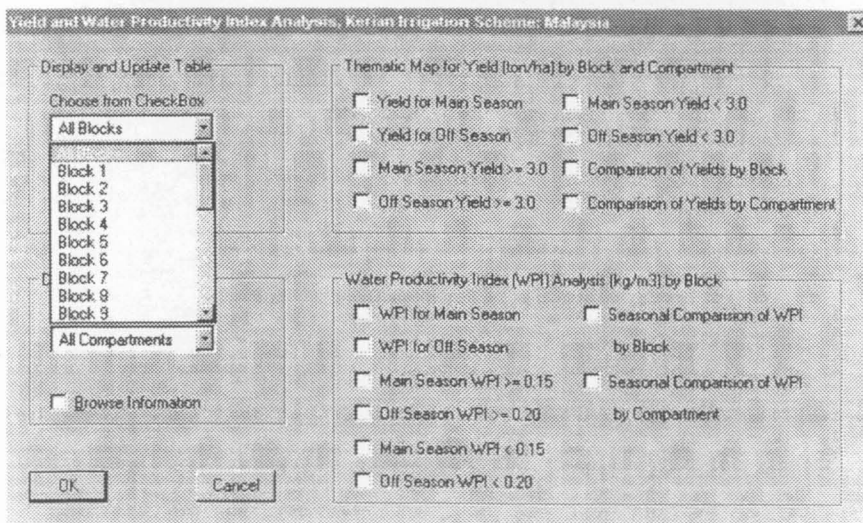 Yield and Water Productivity Index Analysis, Kerian Irrigation Scheme: Malaysia
Display and Update Table
Choose from CheckBox
All Blocks
Block 1
Block 2
Block 3
Block 4
Block 5
Block 6
Block 7
Block 8
Block 9
All Compartments
Browse Information
OK
Cancel
Thematic Map for Yield (ton/ha) by Block and Compartment
Yield for Main Season
Main Season Yield < 3.0
Yield for Off Season
Off Season Yield < 3.0
Main Season Yield >= 3.0
Comparision of Yields by Block
Off Season Yield >= 3.0
Comparision of Yields by Compartment
Water Productivity Index (WPI) Analysis (kg/m3) by Block
WPI for Main Season
Seasonal Comparision of WPI
WPI for Off Season
by Block
Main Season WPI >= 0.15
Seasonal Comparision of WPI
Off Season WPI >= 0.20
by Compartment
Main Season WPI < 0.15
Off Season WPI < 0.20